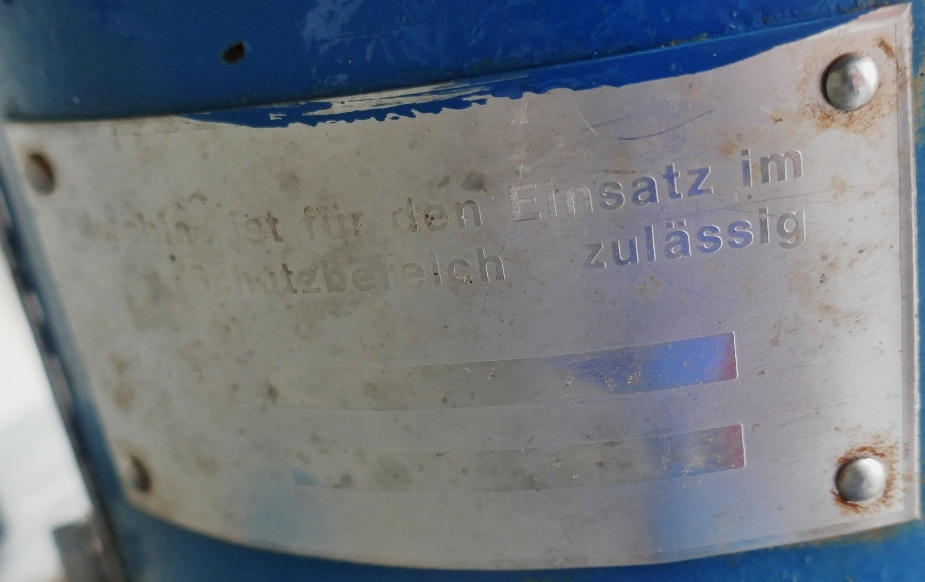 ist für den Einsatz im
Schutzbereich zulässig